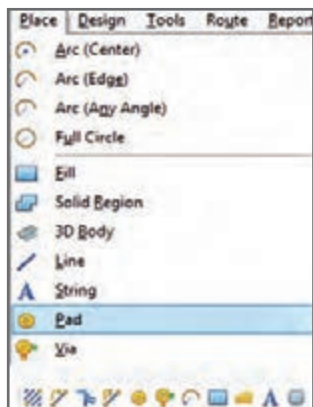 Place Design Tools Route Report
Arc (Center)
Arc (Edge)
Arc (Any Angle)
Full Circle
Fill
Solid Region
3D Body
Line
String
Pad
Via